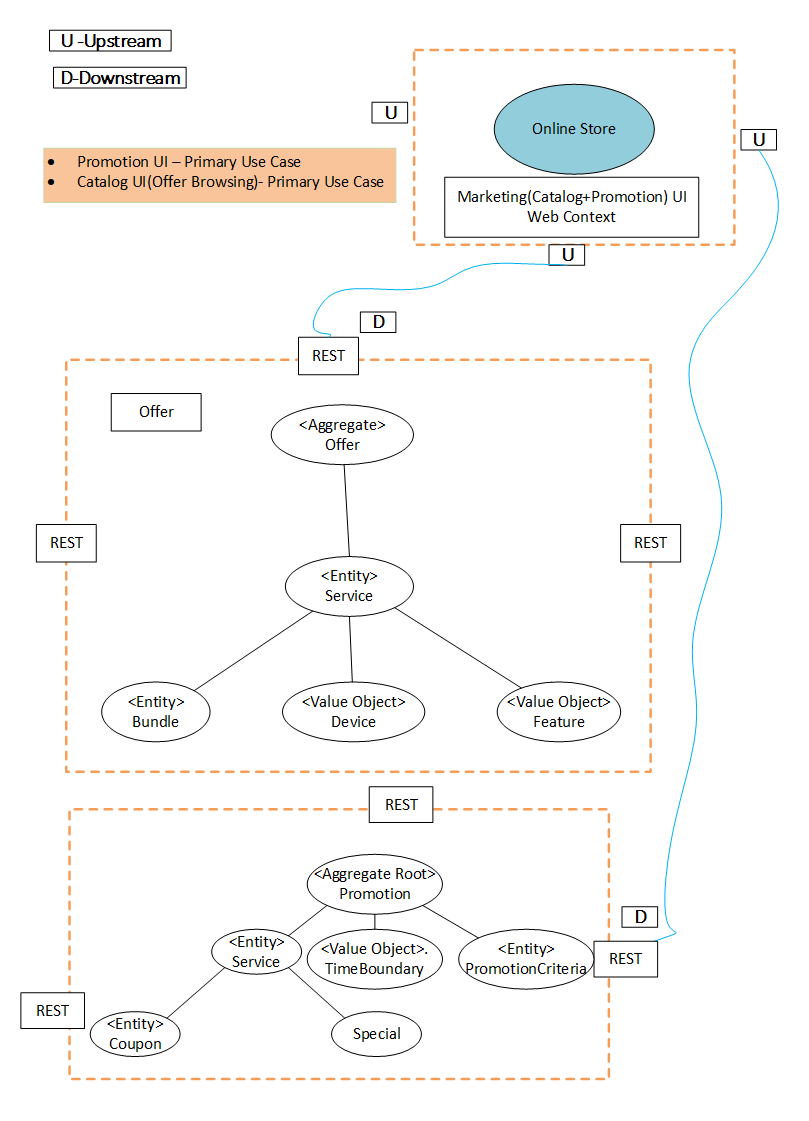 U -Upstream
D-Downstream
U
Online Store
U
• Promotion UI – Primary Use Case
• Catalog UI(Offer Browsing)- Primary Use Case
Marketing(Catalog+Promotion) UI
Web Context
U
D
REST
Offer
<Aggregate>
Offer
REST
REST
<Entity>
Service
<Entity>
Bundle
<Value Object>
Device
<Value Object>
Feature
REST
<Aggregate Root>
Promotion
D
<Entity>
Service
<Value Object>.
TimeBoundary
<Entity>
PromotionCriteria
REST
REST
<Entity>
Coupon
Special